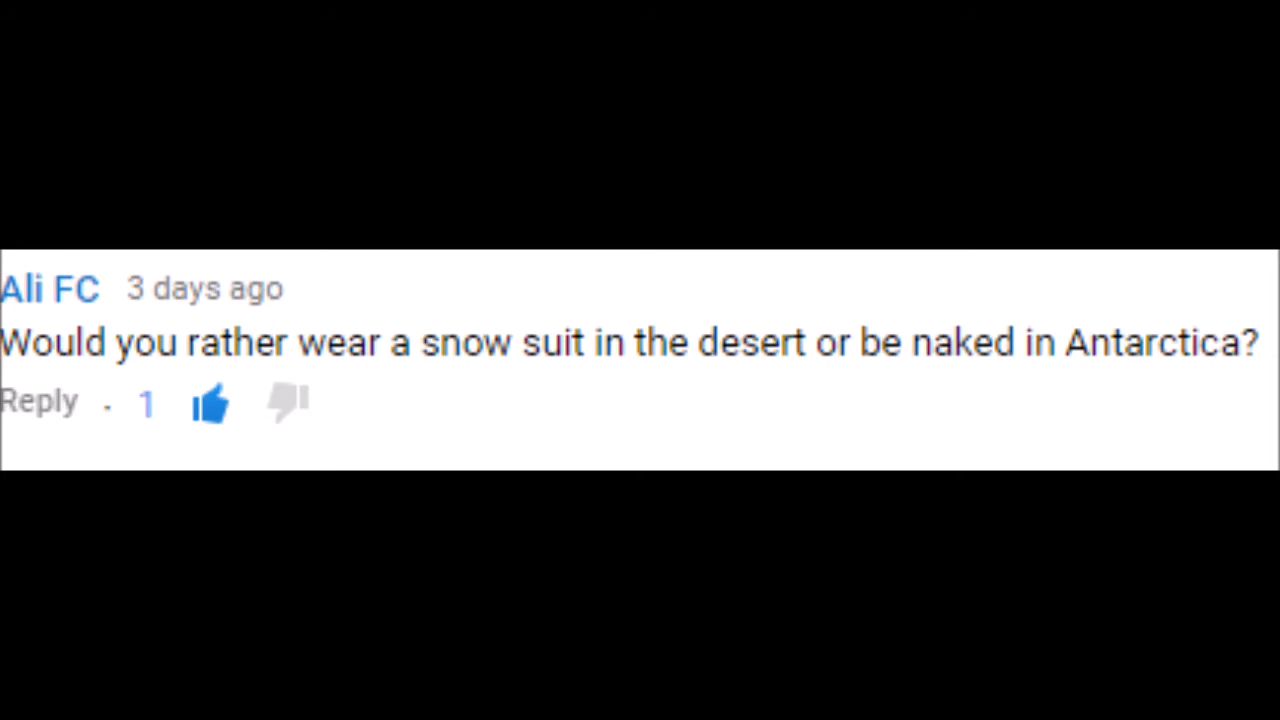 Ali FC 3 days ago
Would you rather wear a snow suit in the desert or be naked in Antarctica?
Reply · 1